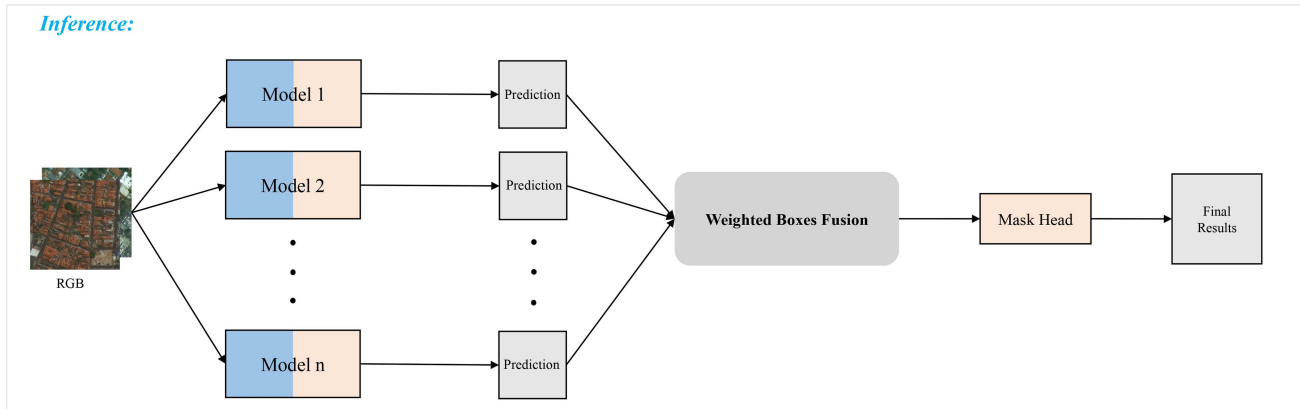 Inference:
Model 1
Prediction
Model 2
Prediction
RGB
Weighted Boxes Fusion
Mask Head
Final
Results
Model n
Prediction